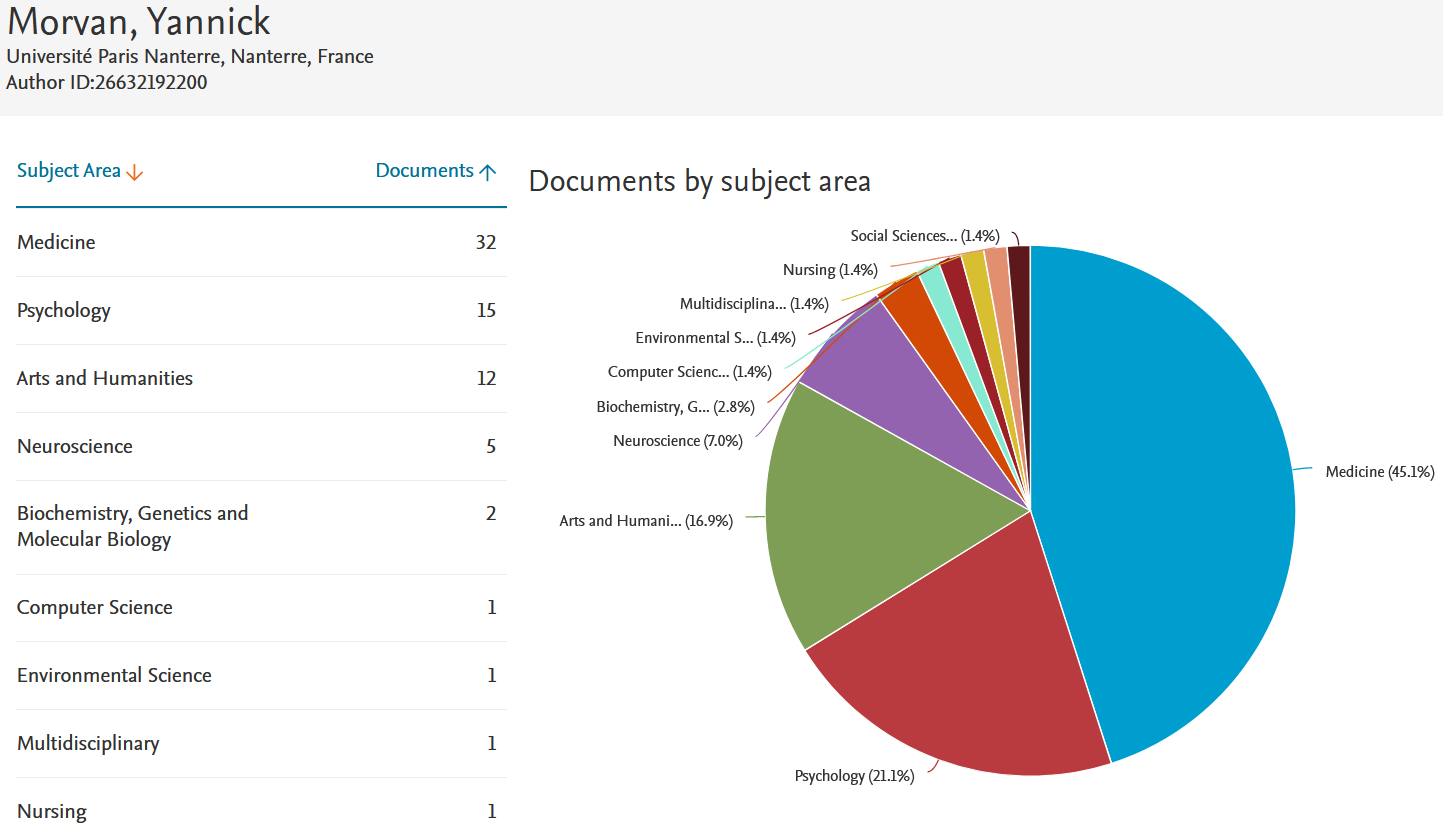 Morvan, Yannick
Université Paris Nanterre, Nanterre, France
Author ID:26632192200
Subject Area
Documents
Medicine 32
Psychology 15
Arts and Humanities 12
Neuroscience 5
Biochemistry, Genetics and 2
Molecular Biology
Computer Science 1
Environmental Science 1
Multidisciplinary 1
Nursing 1
Documents by subject area
Social Sciences... (1.4%)
Nursing (1.4%)
Multidisciplina... (1.4%)
Environmental S... (1.4%)
Computer Scienc... (1.4%)
Biochemistry, G... (2.8%)
Neuroscience (7.0%)
Medicine (45.1%)
Arts and Humani... (16.9%)
Psychology (21.1%)